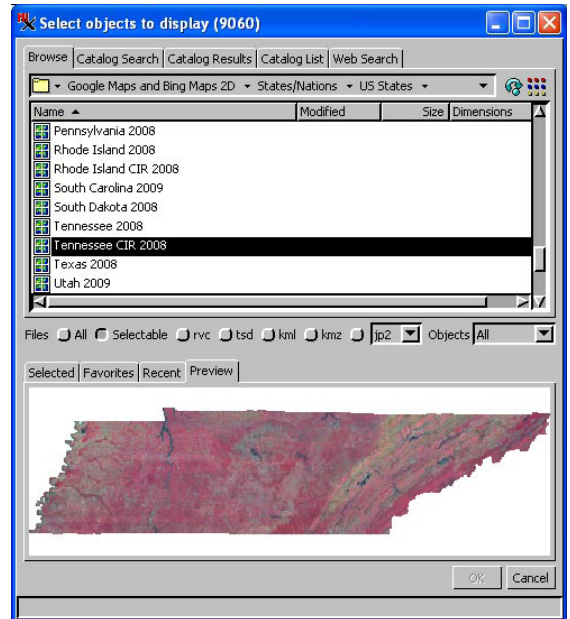 Select objects to display (9060)
Browse Catalog Search Catalog Results Catalog List Web Search
Google Maps and Bing Maps 2D States/Nations US States
Name Modified Size Dimensions
Pennsylvania 2008
Rhode Island 2008
Rhode Island CIR 2008
South Carolina 2009
South Dakota 2008
Tennessee 2008
Tennessee CIR 2008
Texas 2008
Utah 2009
Files All Selectable rvc tsd kml kmz jp2 Objects All
Selected Favorites Recent Preview
OK Cancel